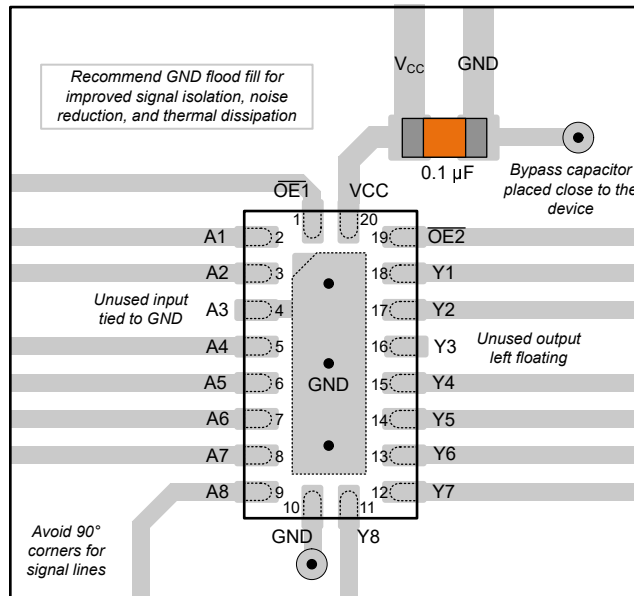 Recommend GND flood fill for
improved signal isolation, noise
reduction, and thermal dissipation
V_CC GND
0.1 µF
Bypass capacitor
placed close to the
device
O̅E̅1̅ VCC
1 20
A1 2 19 O̅E̅2̅
A2 3 18 Y1
Unused input
tied to GND
A3 4 17 Y2
A4 5 16 Y3
Unused output
left floating
A5 6 GND 15 Y4
A6 7 14 Y5
A7 8 13 Y6
A8 9 12 Y7
10 11
GND Y8
Avoid 90°
corners for
signal lines